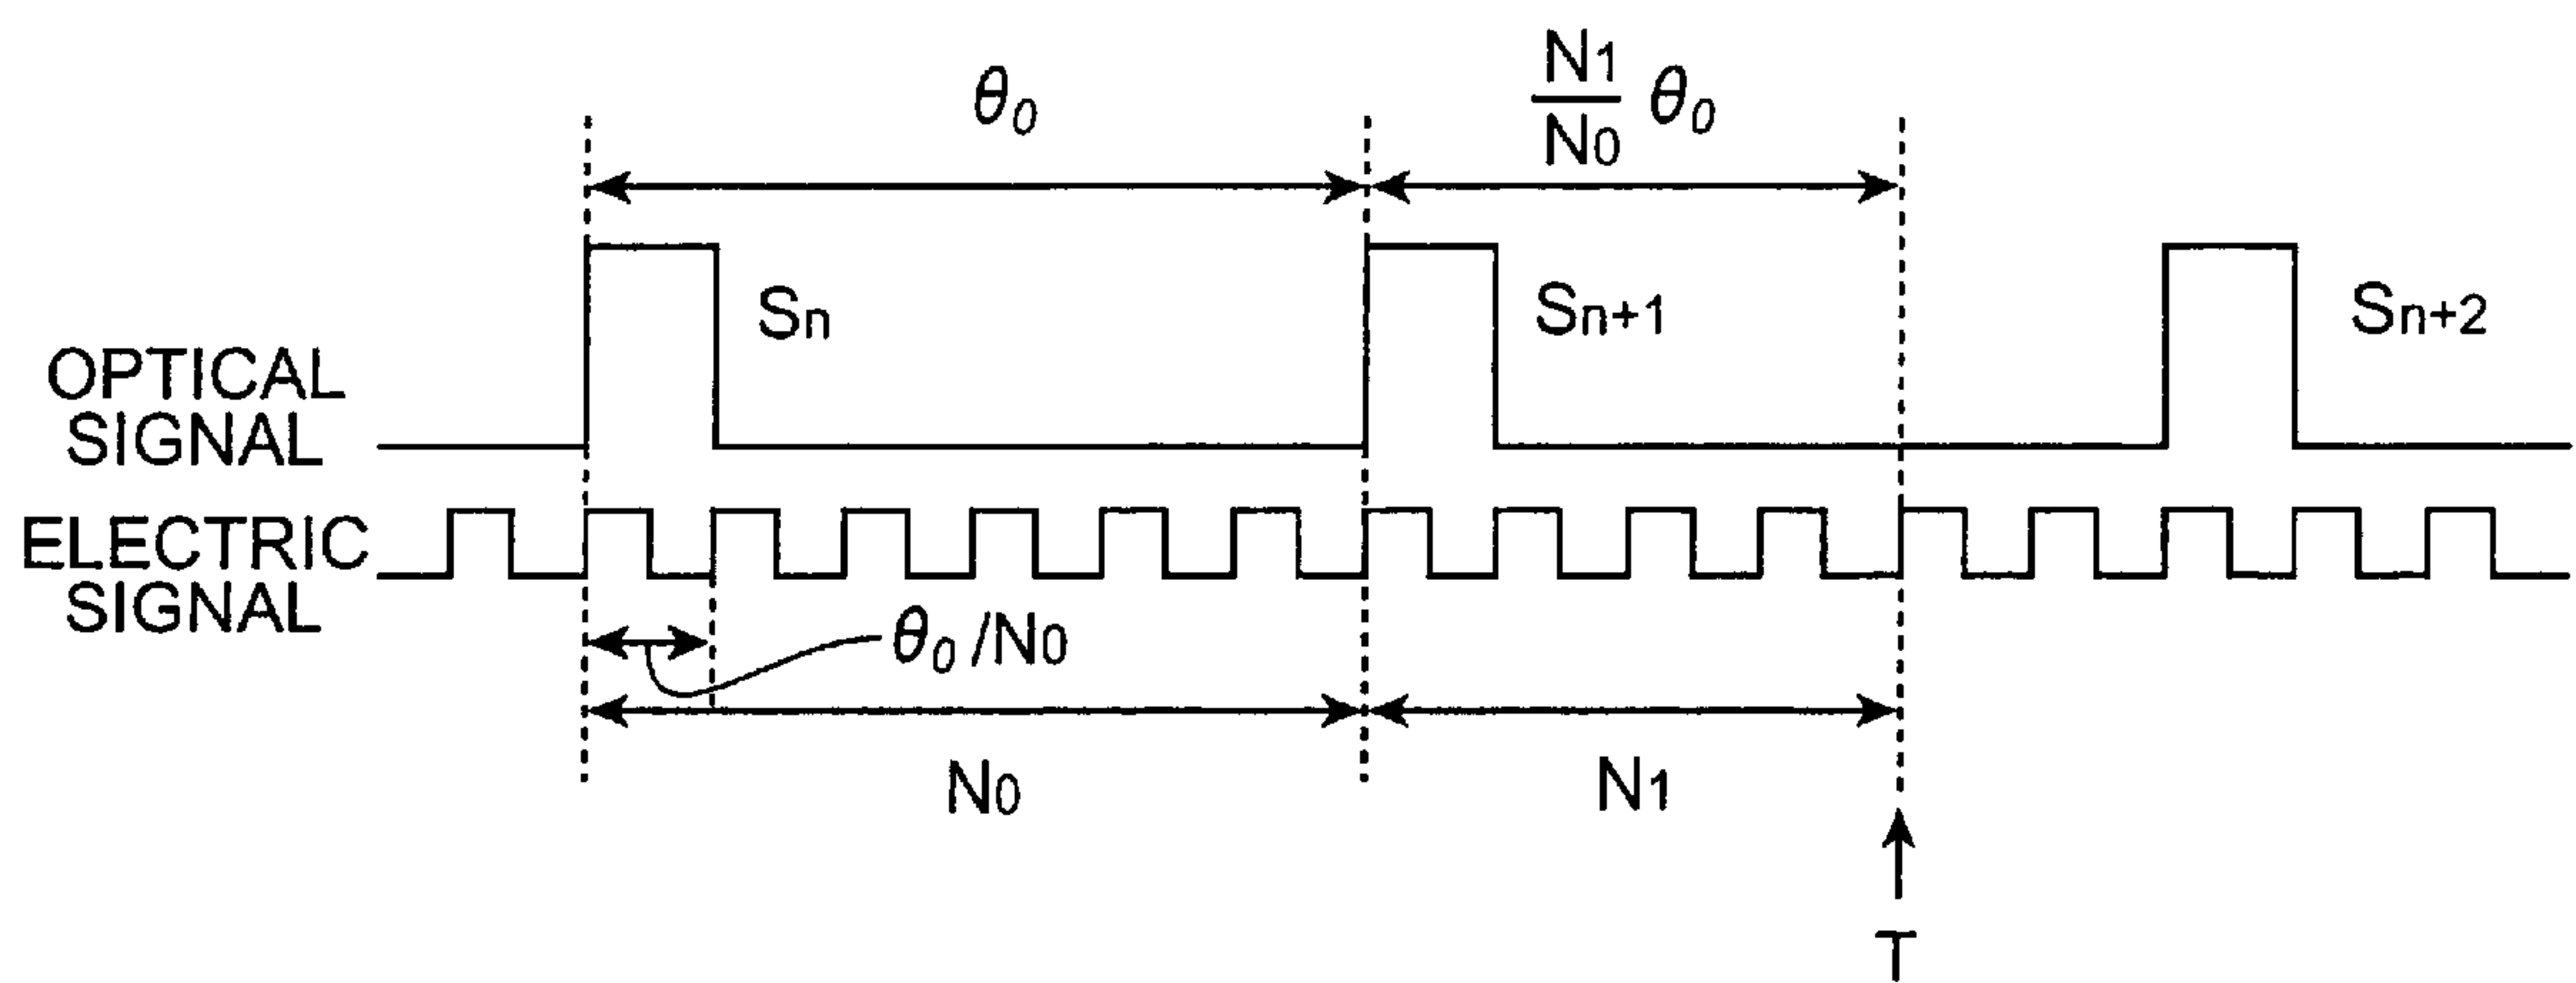 θ0
N1
N0
θ0
Sn
Sn+1
Sn+2
OPTICAL
SIGNAL
ELECTRIC
SIGNAL
θ0/N0
N0
N1
T